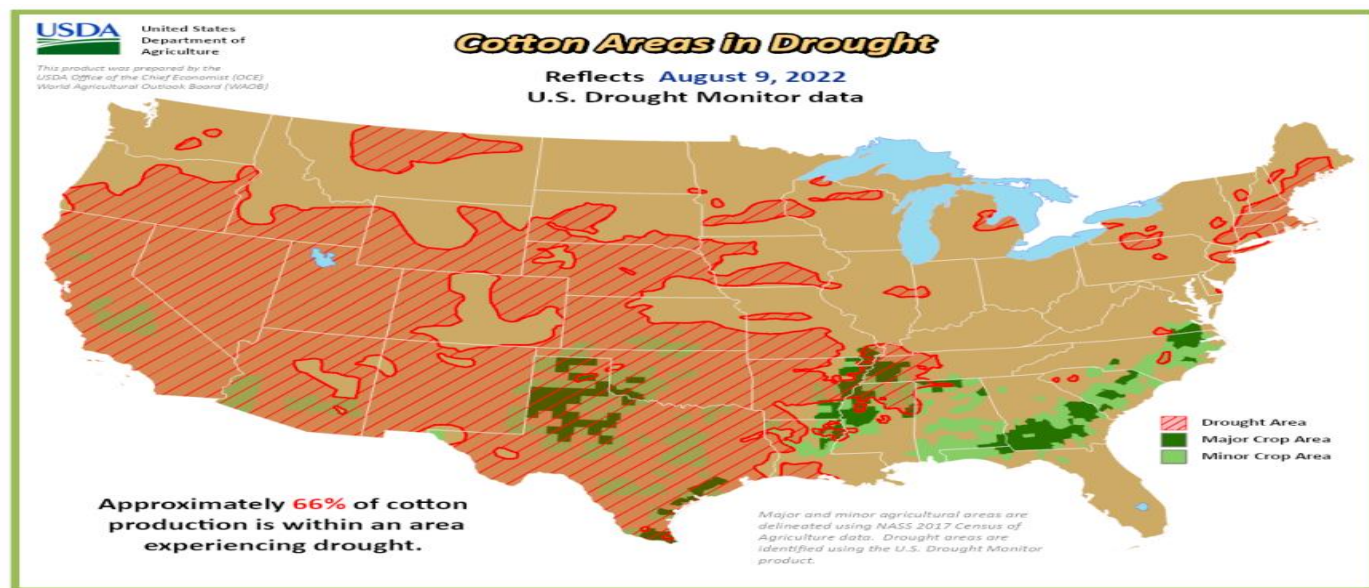 USDA
United States
Department of
Agriculture
This product was prepared by the
USDA Office of the Chief Economist (OCE)
World Agricultural Outlook Board (WAOB)
Cotton Areas in Drought
Reflects August 9, 2022
U.S. Drought Monitor data
Drought Area
Major Crop Area
Minor Crop Area
Approximately 66% of cotton
production is within an area
experiencing drought.
Major and minor agricultural areas are
delineated using NASS 2017 Census of
Agriculture data. Drought areas are
identified using the U.S. Drought Monitor
product.